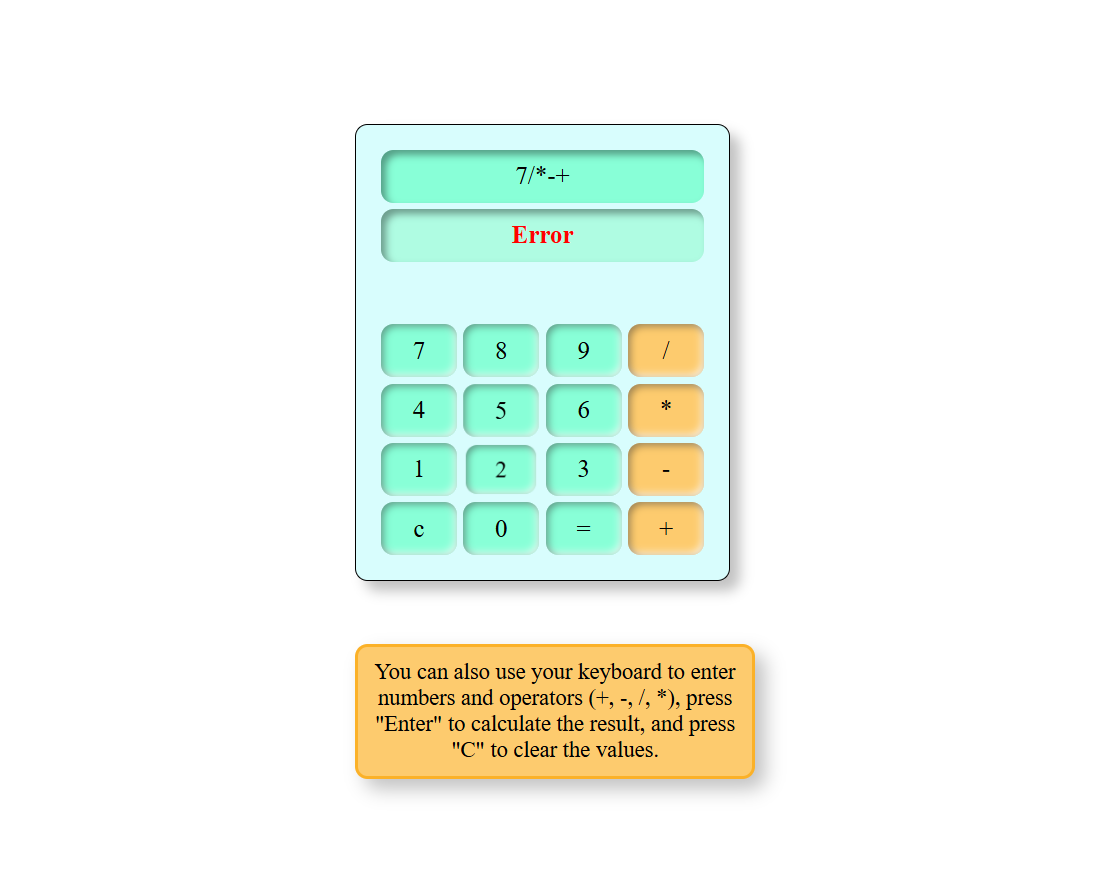 7/*-+
Error
7 8 9 /
4 5 6 *
1 2 3 -
c 0 = +
You can also use your keyboard to enter
numbers and operators (+, -, /, *), press
"Enter" to calculate the result, and press
"C" to clear the values.